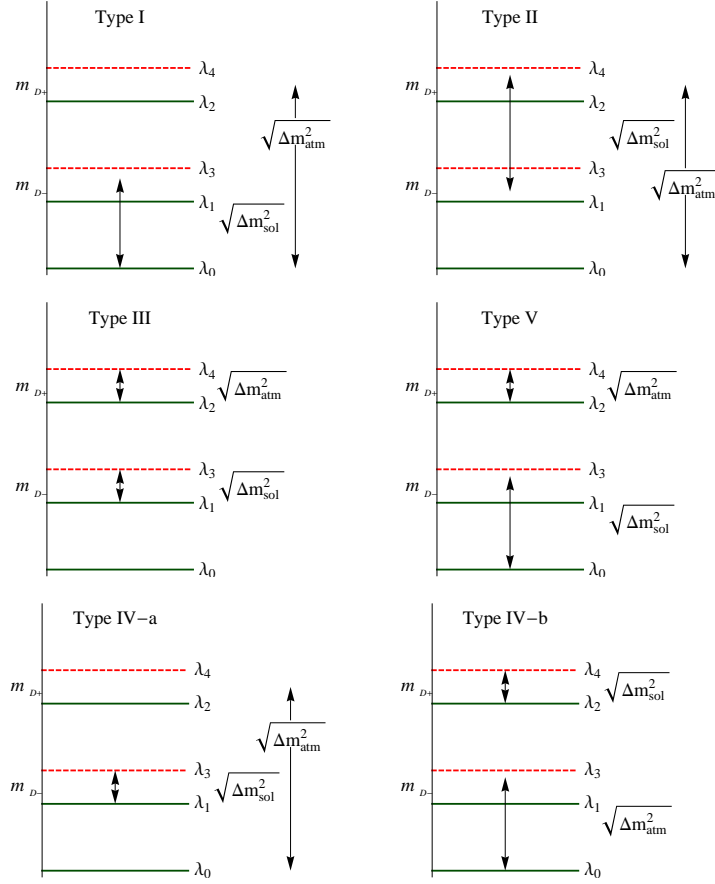 Type I
λ4
m D+
λ2
√Δm²atm
λ3
m D−
λ1
√Δm²sol
λ0
Type II
λ4
m D+
λ2
√Δm²sol
λ3
√Δm²atm
m D−
λ1
λ0
Type III
λ4
√Δm²atm
m D+
λ2
λ3
√Δm²sol
m D−
λ1
λ0
Type V
λ4
√Δm²atm
m D+
λ2
λ3
m D−
λ1
√Δm²sol
λ0
Type IV−a
λ4
m D+
λ2
√Δm²atm
λ3
√Δm²sol
m D−
λ1
λ0
Type IV−b
λ4
√Δm²sol
m D+
λ2
λ3
m D−
λ1
√Δm²atm
λ0